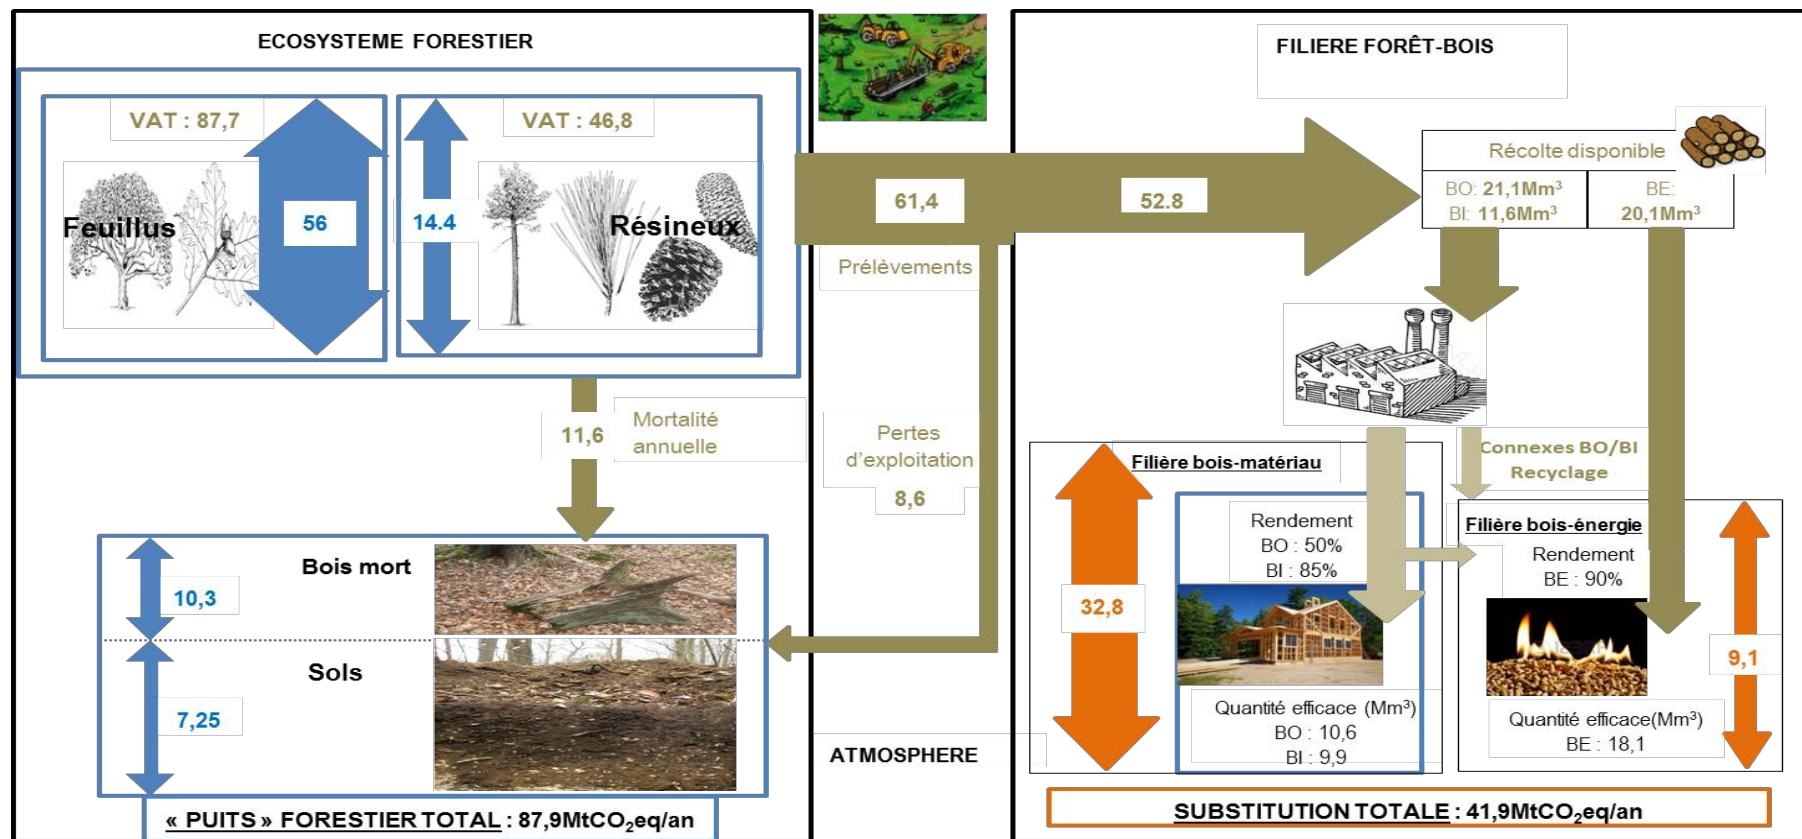 ECOSYSTEME FORESTIER
VAT : 87,7
VAT : 46,8
Feuillus
56
14.4
Résineux
11,6
Mortalité
annuelle
Bois mort
10,3
Sols
7,25
« PUITS » FORESTIER TOTAL : 87,9MtCO₂eq/an
61,4
Prélèvements
Pertes
d'exploitation
8,6
ATMOSPHERE
FILIERE FORÊT-BOIS
52.8
Récolte disponible
BO: 21,1Mm³
BI: 11,6Mm³
BE:
20,1Mm³
Connexes BO/BI
Recyclage
Filière bois-matériau
32,8
Rendement
BO : 50%
BI : 85%
Quantité efficace (Mm³)
BO : 10,6
BI : 9,9
Filière bois-énergie
Rendement
BE : 90%
9,1
Quantité efficace(Mm³)
BE : 18,1
SUBSTITUTION TOTALE : 41,9MtCO₂eq/an